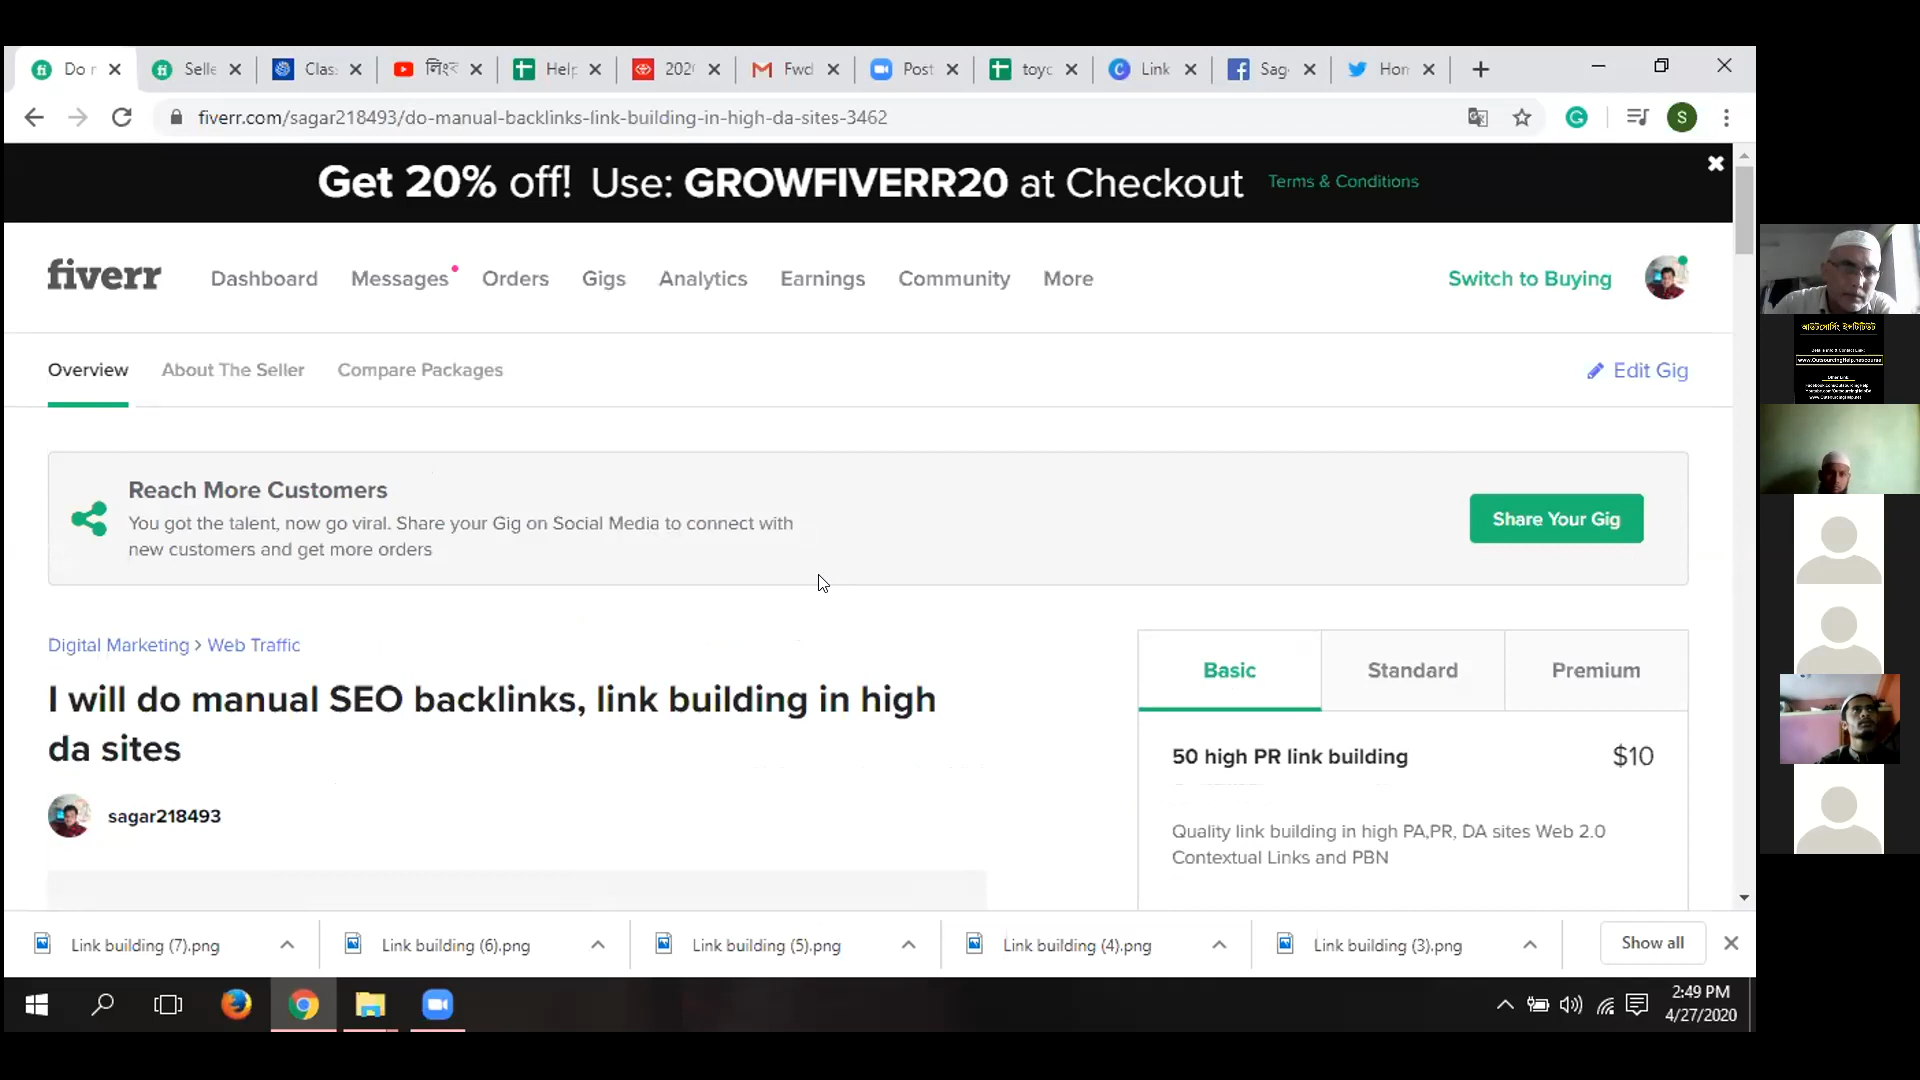 Do r
Selle
Clas
লিংব
Help
202(
Fwd
Post
toyc
Link
Sag
Hon
fiverr.com/sagar218493/do-manual-backlinks-link-building-in-high-da-sites-3462
S
Get 20% off! Use: GROWFIVERR20 at Checkout Terms & Conditions
fiverr Dashboard Messages Orders Gigs Analytics Earnings Community More Switch to Buying
Overview About The Seller Compare Packages Edit Gig
Reach More Customers
You got the talent, now go viral. Share your Gig on Social Media to connect with
new customers and get more orders
Share Your Gig
Digital Marketing > Web Traffic
I will do manual SEO backlinks, link building in high
da sites
sagar218493
Basic Standard Premium
50 high PR link building $10
Quality link building in high PA,PR, DA sites Web 2.0
Contextual Links and PBN
Link building (7).png Link building (6).png Link building (5).png Link building (4).png Link building (3).png Show all
2:49 PM
4/27/2020
আউটসোর্সিং ইন্সটিটিউট